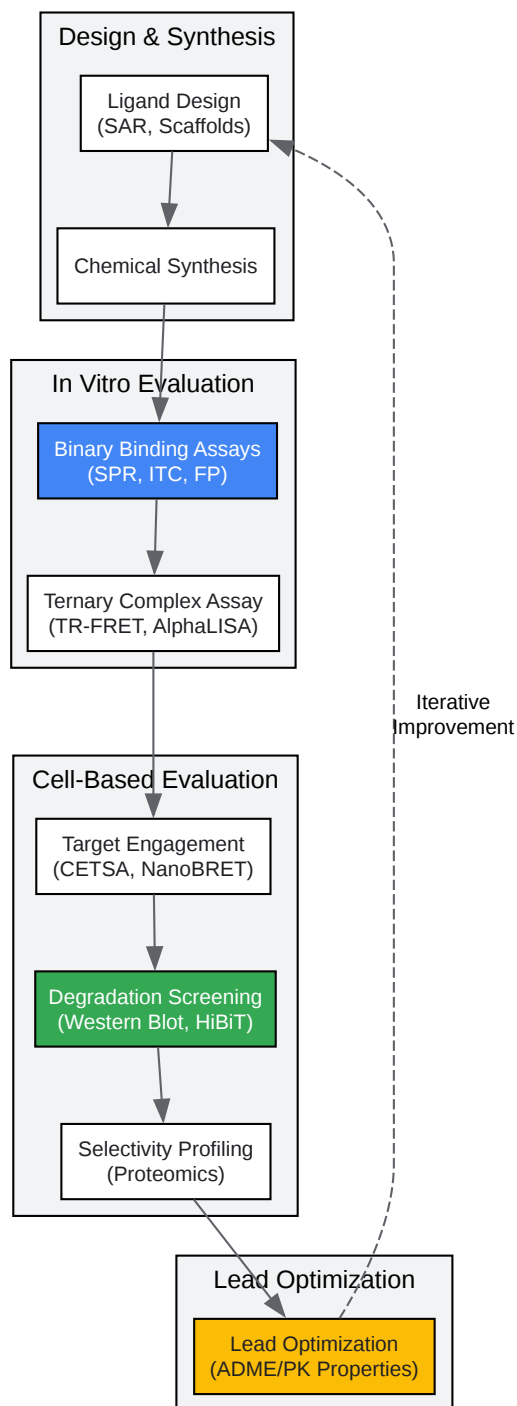 Design & Synthesis
Ligand Design
(SAR, Scaffolds)
Chemical Synthesis
In Vitro Evaluation
Binary Binding Assays
(SPR, ITC, FP)
Ternary Complex Assay
(TR-FRET, AlphaLISA)
Iterative
Improvement
Cell-Based Evaluation
Target Engagement
(CETSA, NanoBRET)
Degradation Screening
(Western Blot, HiBiT)
Selectivity Profiling
(Proteomics)
Lead Optimization
Lead Optimization
(ADME/PK Properties)